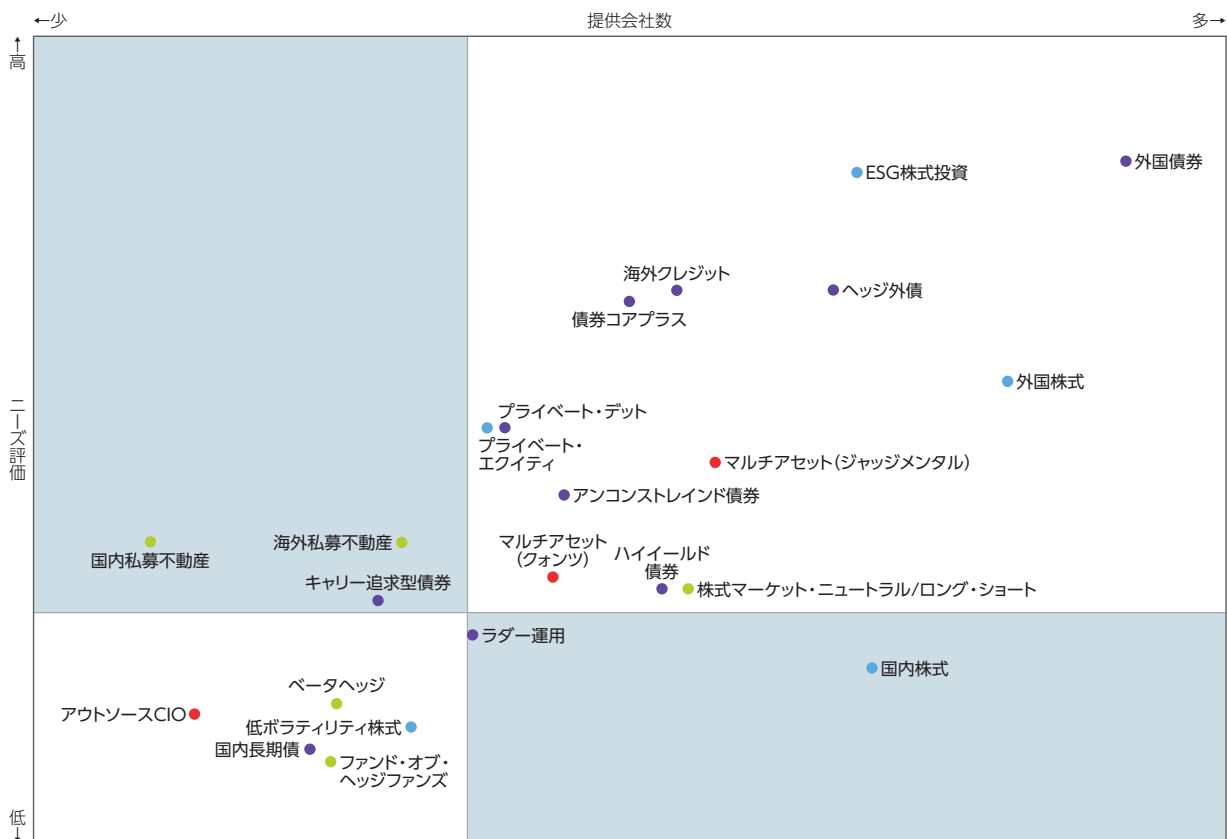 ←少
提供会社数
多→
↑高
ニーズ評価
低↓
外国債券
ESG株式投資
海外クレジット
ヘッジ外債
債券コアプラス
外国株式
プライベート・デット
プライベート・
エクイティ
マルチアセット(ジャッジメンタル)
アンコンストレインド債券
国内私募不動産
海外私募不動産
キャリー追求型債券
マルチアセット
(クオンツ)
ハイイールド
債券
株式マーケット・ニュートラル/ロング・ショート
ラダー運用
国内株式
ベータヘッジ
アウトソースCIO
低ボラティリティ株式
国内長期債
ファンド・オブ・
ヘッジファンズ